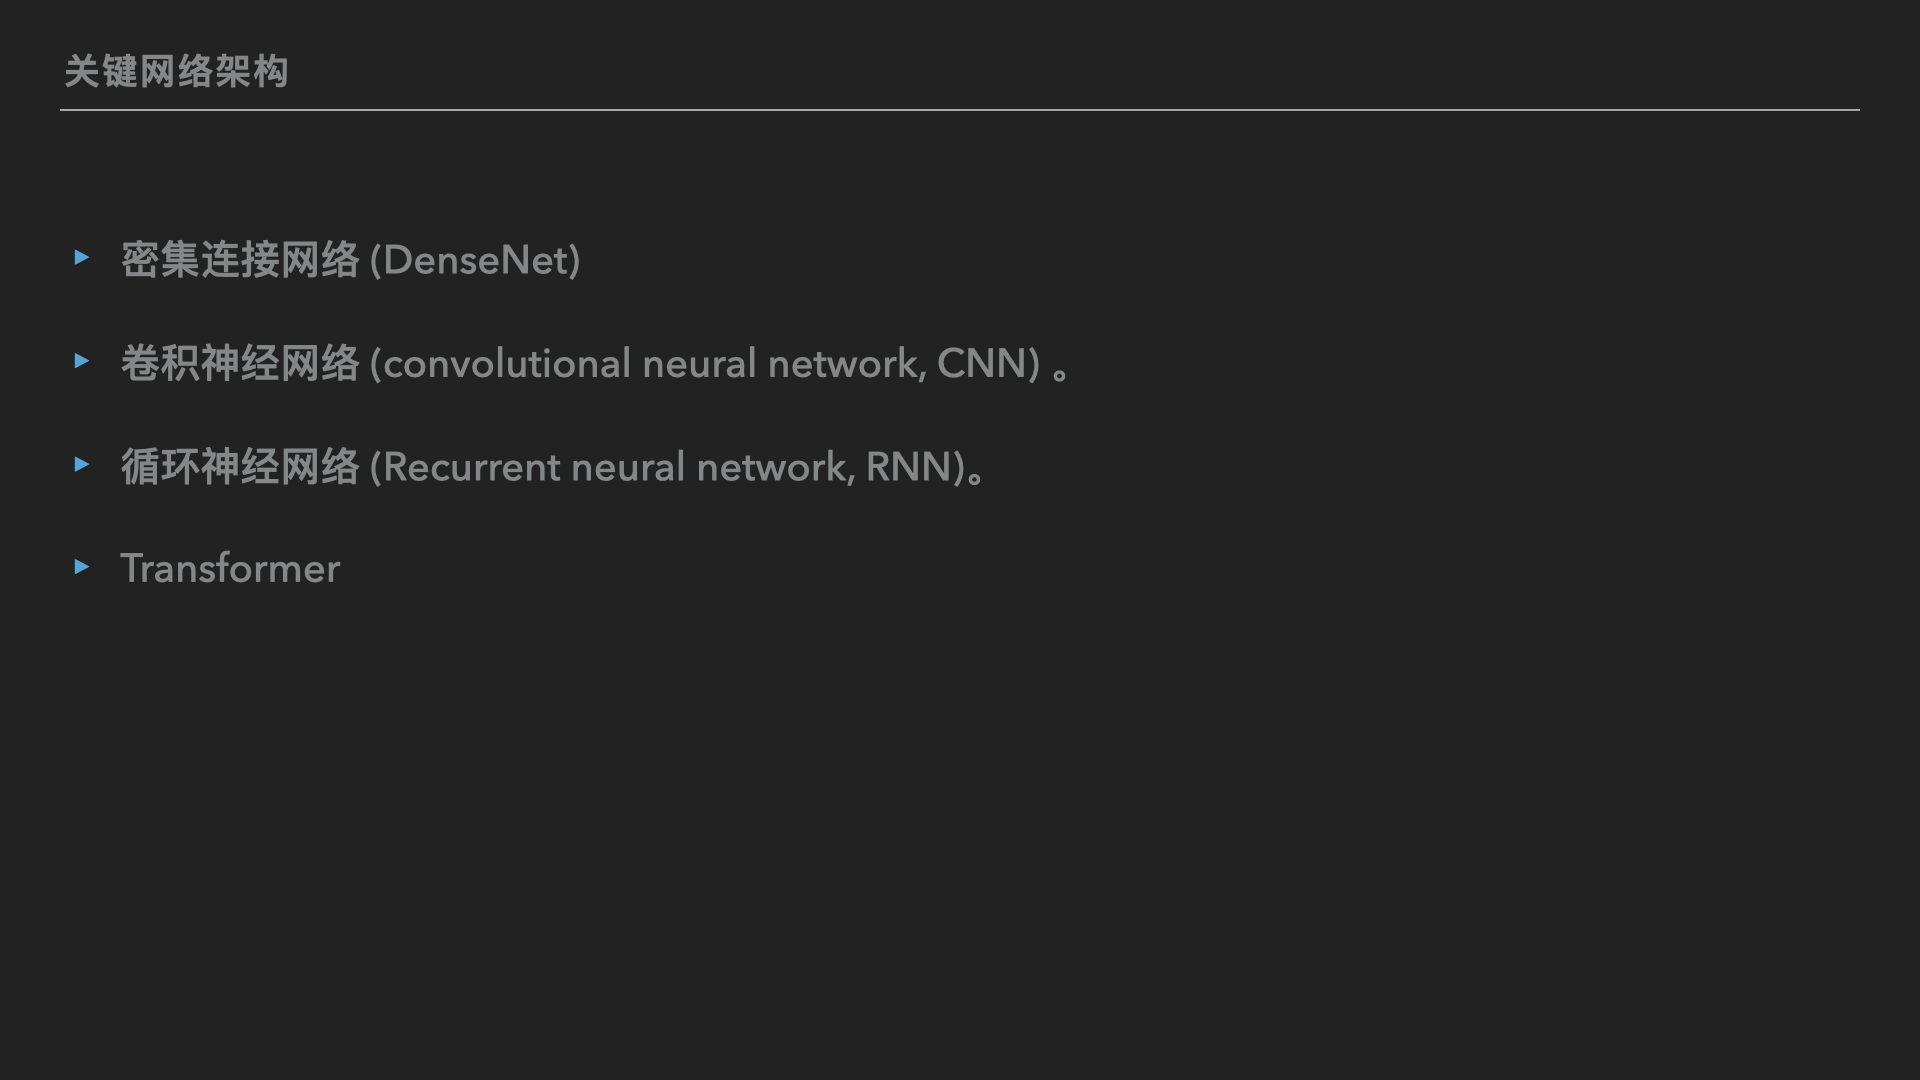 关键网络架构
▸ 密集连接网络 (DenseNet)
▸ 卷积神经网络 (convolutional neural network, CNN) 。
▸ 循环神经网络 (Recurrent neural network, RNN)。
▸ Transformer